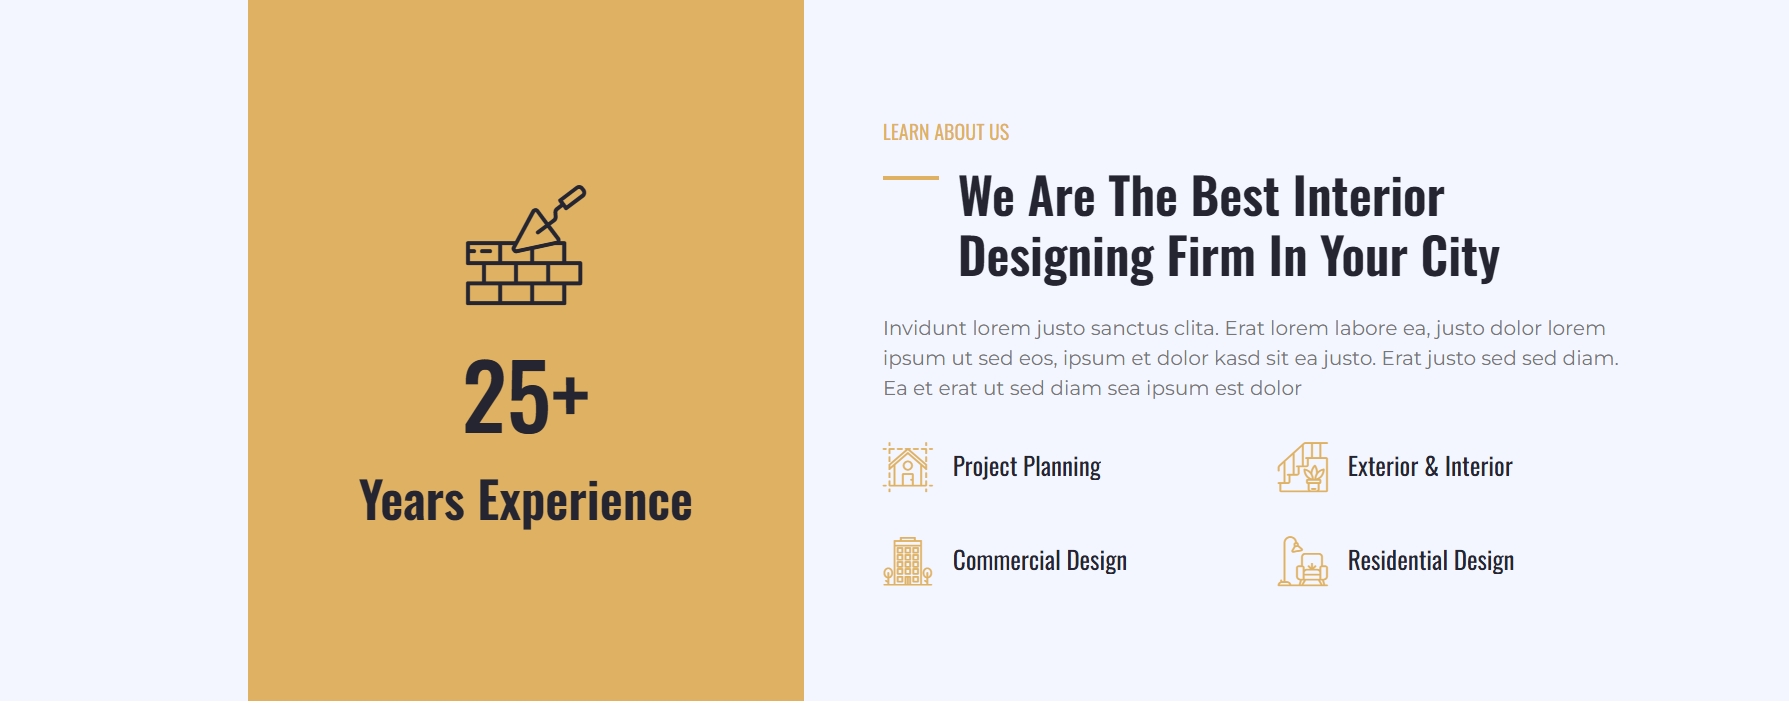 25+
Years Experience
LEARN ABOUT US
We Are The Best Interior
Designing Firm In Your City
Invidunt lorem justo sanctus clita. Erat lorem labore ea, justo dolor lorem
ipsum ut sed eos, ipsum et dolor kasd sit ea justo. Erat justo sed sed diam.
Ea et erat ut sed diam sea ipsum est dolor
Project Planning
Exterior & Interior
Commercial Design
Residential Design